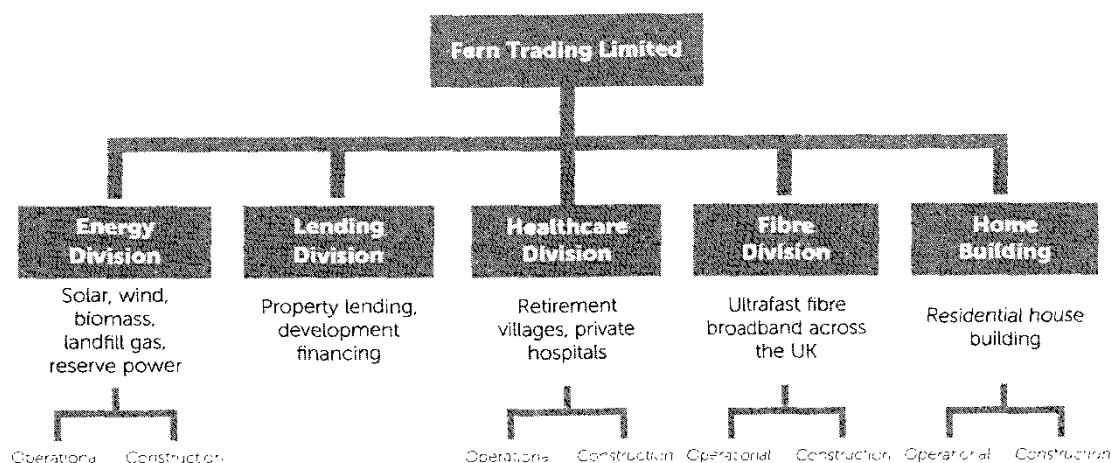 Fern Trading Limited
Energy
Division
Solar, wind,
biomass,
landfill gas,
reserve power
Lending
Division
Property lending,
development
financing
Healthcare
Division
Retirement
villages, private
hospitals
Fibre
Division
Ultrafast fibre
broadband across
the UK
Home
Building
Residential house
building
Operational Construction Operational Construction Operational Construction Operational Construction